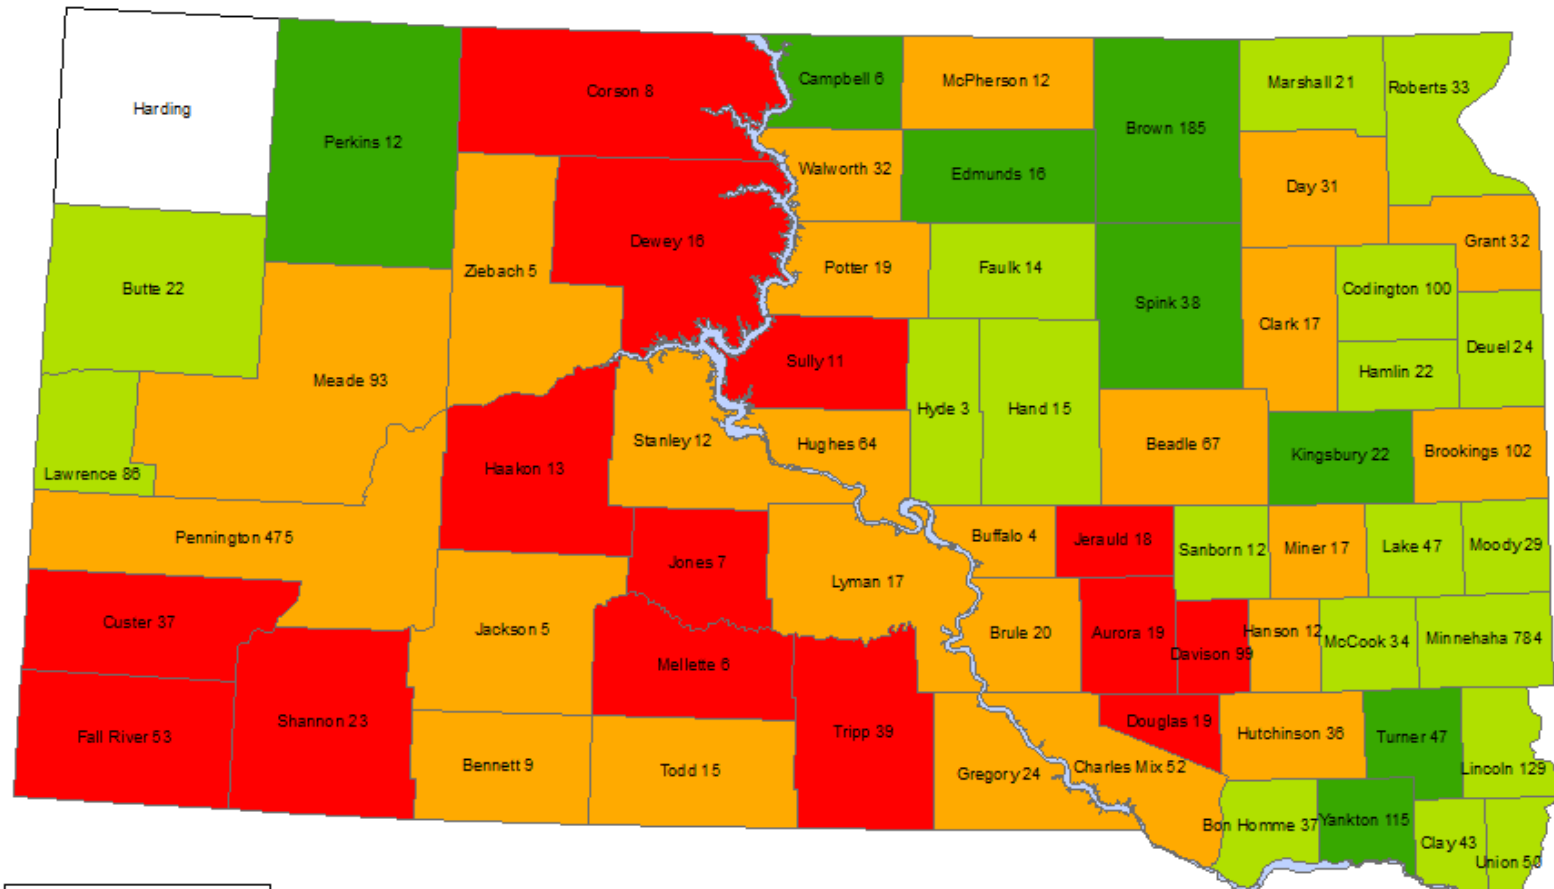 Harding
Perkins 12
Corson 8
Campbell 6
McPherson 12
Brown 185
Marshall 21
Roberts 33
Walworth 32
Edmunds 16
Day 31
Grant 32
Butte 22
Ziebach 5
Dewey 16
Potter 19
Faulk 14
Spink 38
Clark 17
Codington 100
Deuel 24
Hamlin 22
Meade 93
Sully 11
Hyde 3
Hand 15
Lawrence 86
Haakon 13
Stanley 12
Hughes 64
Beadle 67
Kingsbury 22
Brookings 102
Pennington 475
Jones 7
Lyman 17
Buffalo 4
Jerauld 18
Sanborn 12
Miner 17
Lake 47
Moody 29
Custer 37
Jackson 5
Mellette 6
Brule 20
Aurora 19
Davison 99
Hanson 12
McCook 34
Minnehaha 784
Fall River 53
Shannon 23
Bennett 9
Todd 15
Tripp 39
Gregory 24
Charles Mix 52
Douglas 19
Hutchinson 36
Turner 47
Lincoln 129
Bon Homme 37
Yankton 115
Clay 43
Union 50